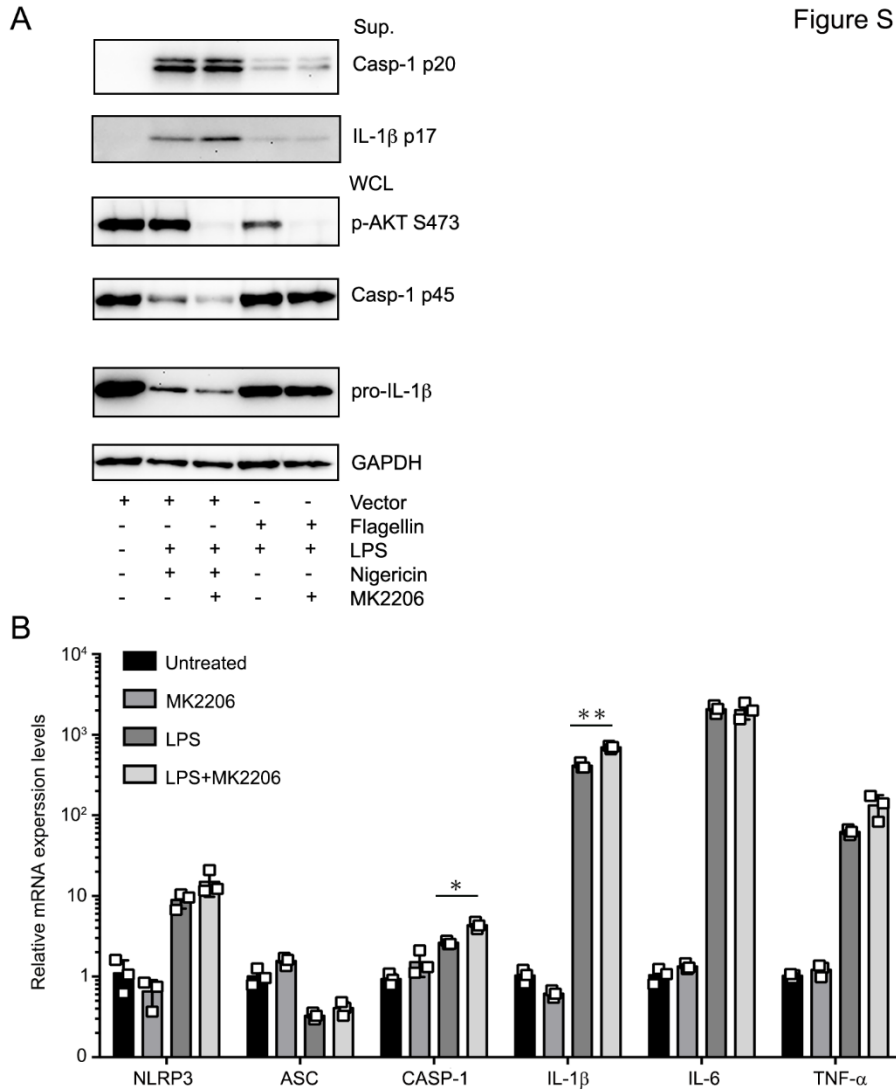 A
Figure S
Sup.
Casp-1 p20
IL-1β p17
WCL
p-AKT S473
Casp-1 p45
pro-IL-1β
GAPDH
+ + + - - Vector
- - - + + Flagellin
- + + + + LPS
- + + - - Nigericin
- - + - + MK2206
B
Relative mRNA experssion levels
10⁴
10³
10²
10
1
0
Untreated
MK2206
LPS
LPS+MK2206
*
**
NLRP3 ASC CASP-1 IL-1β IL-6 TNF-α